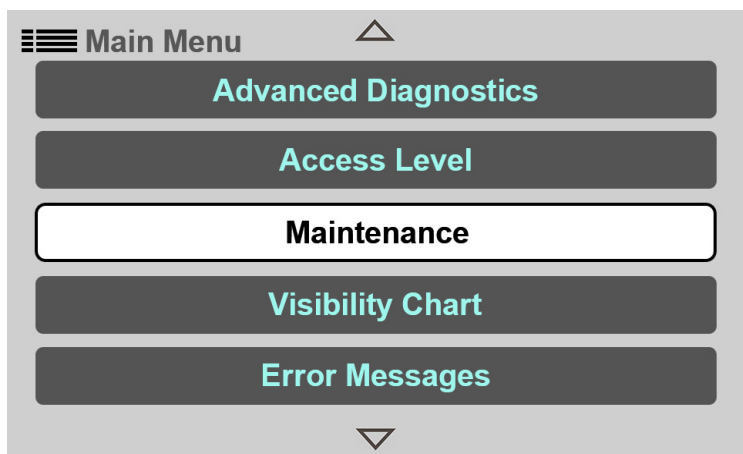 Main Menu
Advanced Diagnostics
Access Level
Maintenance
Visibility Chart
Error Messages